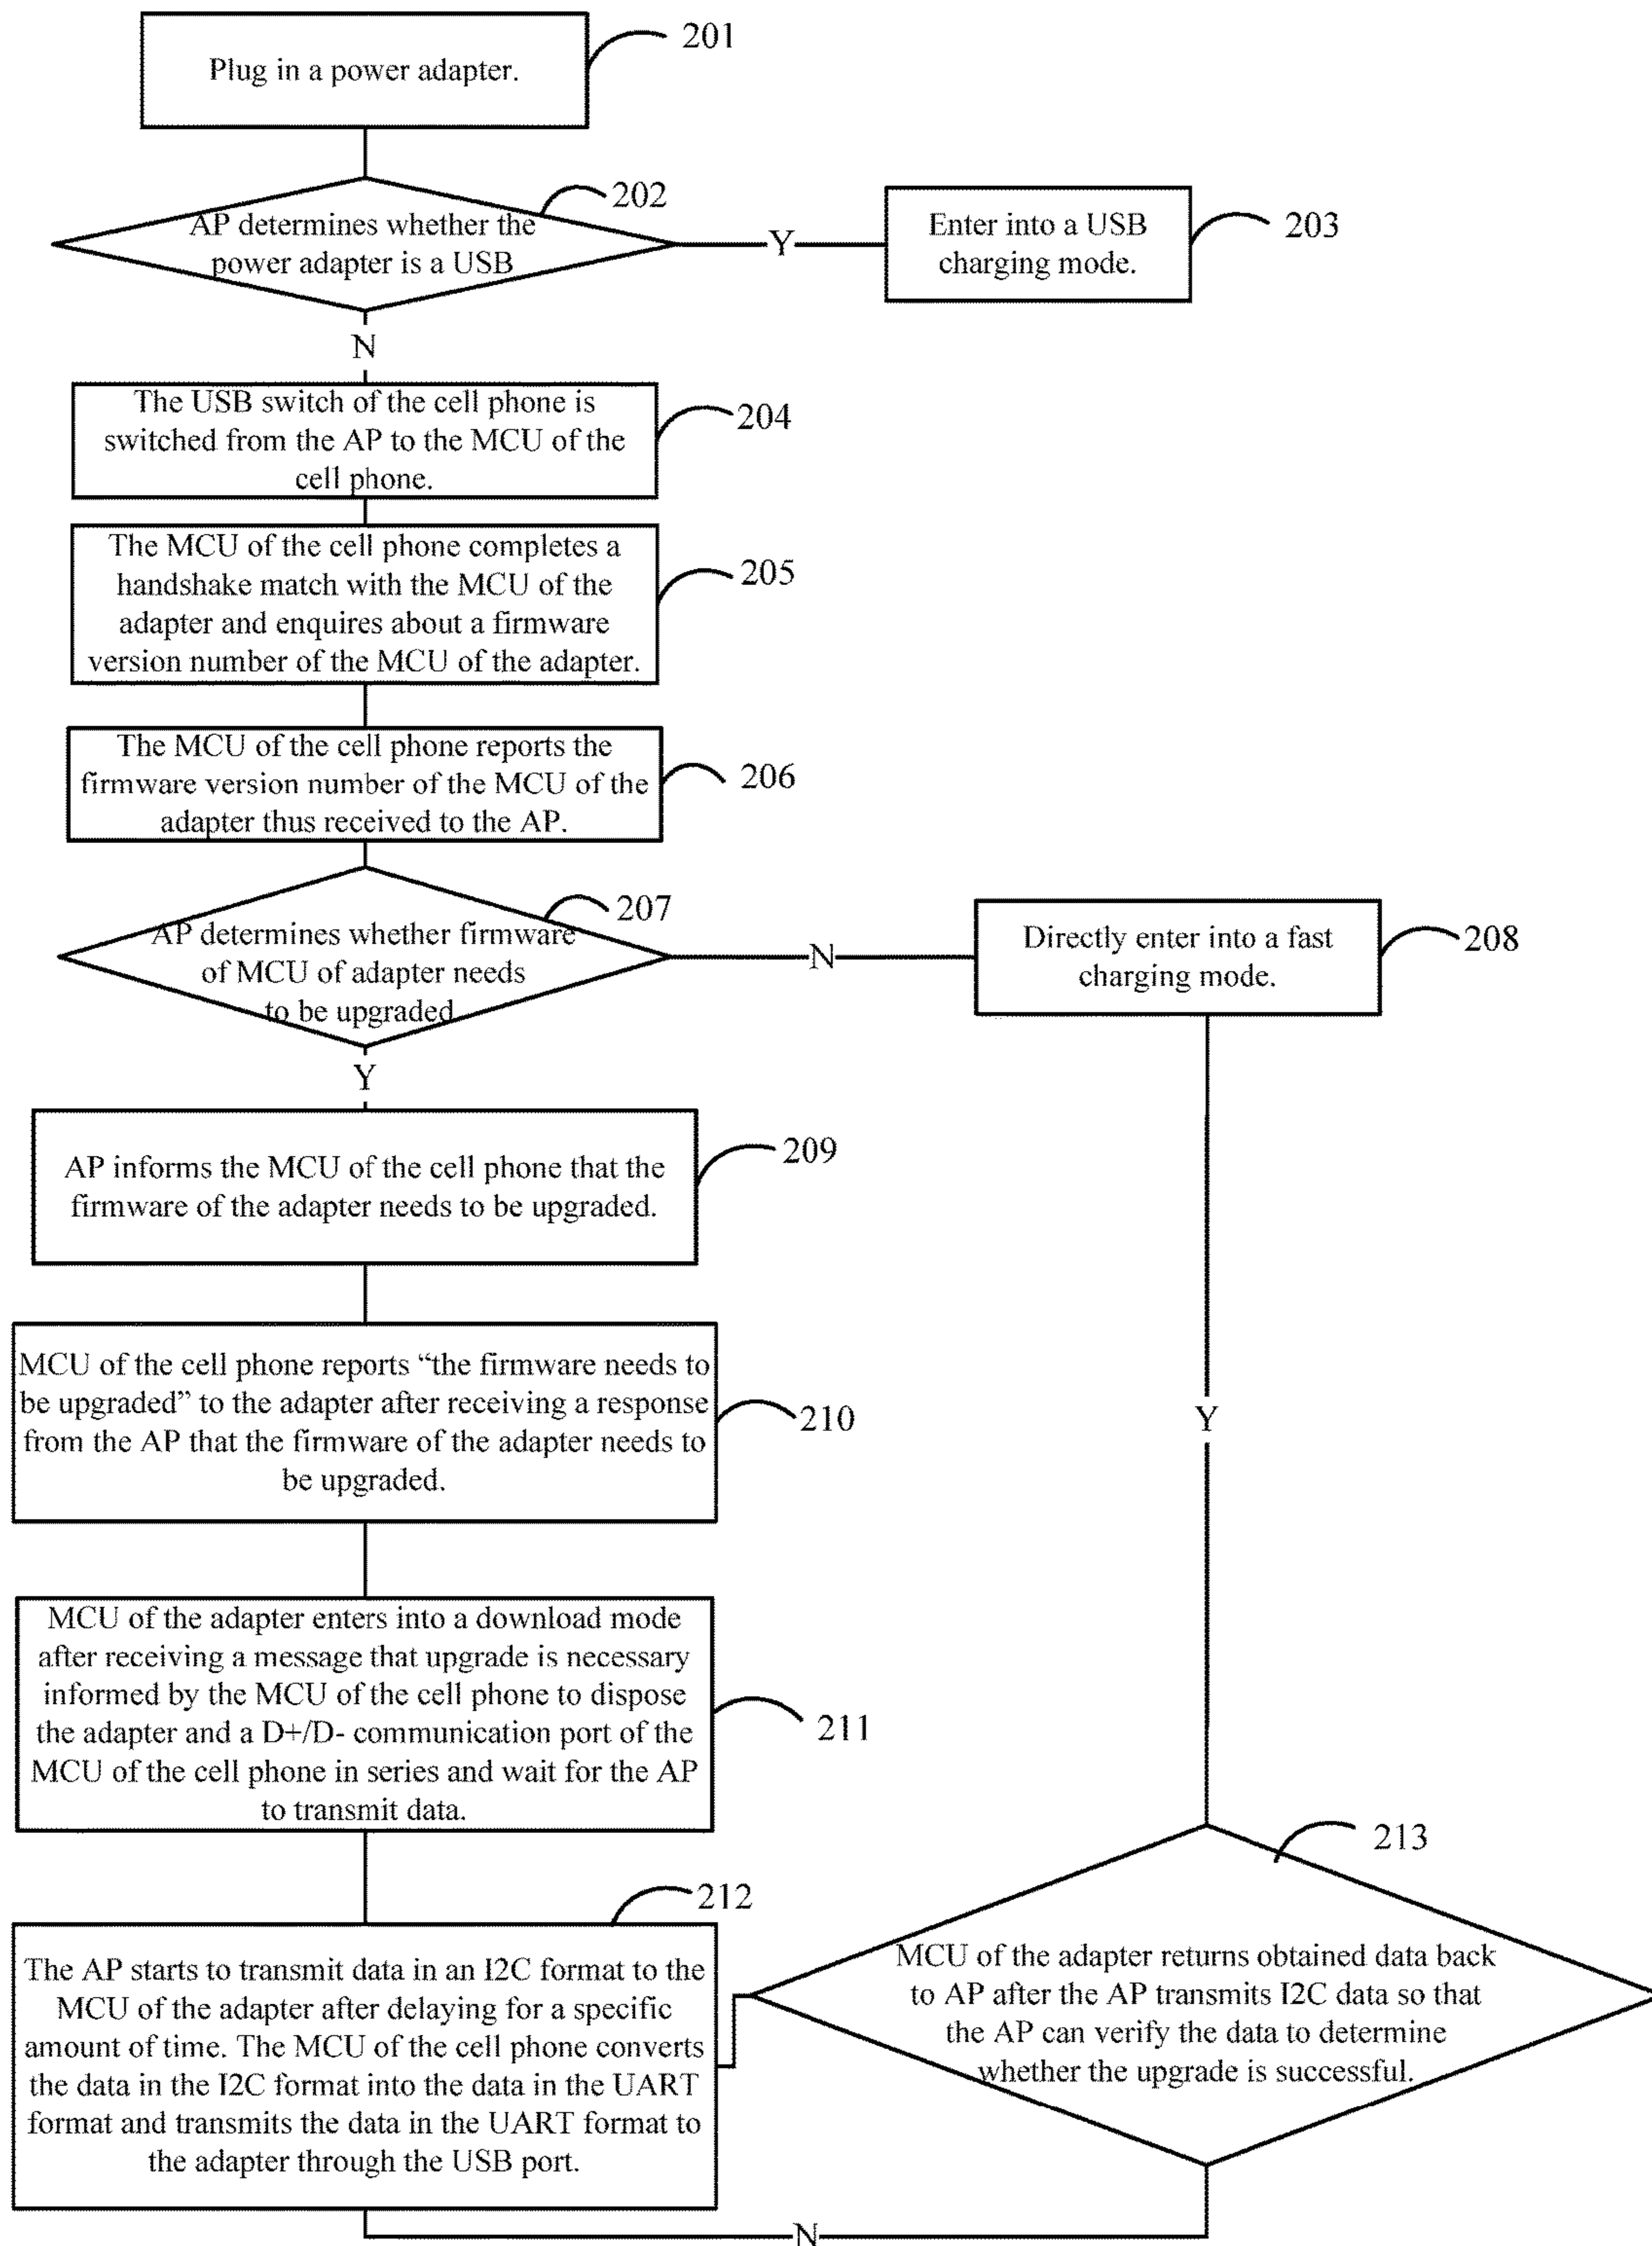 Plug in a power adapter.
201
AP determines whether the
power adapter is a USB
202
Y
Enter into a USB
charging mode.
203
N
The USB switch of the cell phone is
switched from the AP to the MCU of the
cell phone.
204
The MCU of the cell phone completes a
handshake match with the MCU of the
adapter and enquires about a firmware
version number of the MCU of the adapter.
205
The MCU of the cell phone reports the
firmware version number of the MCU of the
adapter thus received to the AP.
206
AP determines whether firmware
of MCU of adapter needs
to be upgraded
207
N
Directly enter into a fast
charging mode.
208
Y
AP informs the MCU of the cell phone that the
firmware of the adapter needs to be upgraded.
209
MCU of the cell phone reports “the firmware needs to
be upgraded” to the adapter after receiving a response
from the AP that the firmware of the adapter needs to
be upgraded.
210
Y
MCU of the adapter enters into a download mode
after receiving a message that upgrade is necessary
informed by the MCU of the cell phone to dispose
the adapter and a D+/D- communication port of the
MCU of the cell phone in series and wait for the AP
to transmit data.
211
The AP starts to transmit data in an I2C format to the
MCU of the adapter after delaying for a specific
amount of time. The MCU of the cell phone converts
the data in the I2C format into the data in the UART
format and transmits the data in the UART format to
the adapter through the USB port.
212
MCU of the adapter returns obtained data back
to AP after the AP transmits I2C data so that
the AP can verify the data to determine
whether the upgrade is successful.
213
N